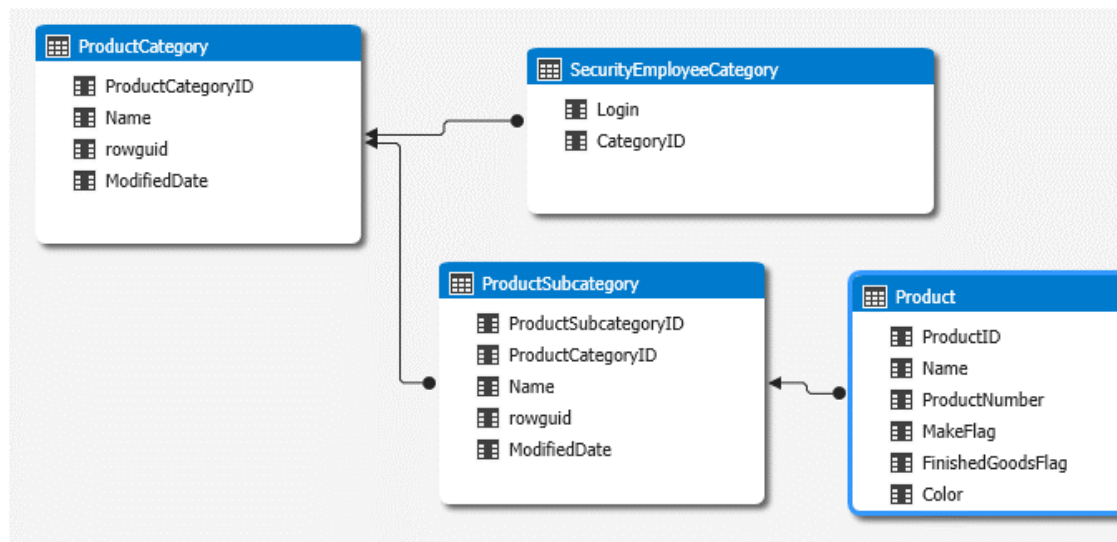 ProductCategory
ProductCategoryID
Name
rowguid
ModifiedDate
SecurityEmployeeCategory
Login
CategoryID
ProductSubcategory
ProductSubcategoryID
ProductCategoryID
Name
rowguid
ModifiedDate
Product
ProductID
Name
ProductNumber
MakeFlag
FinishedGoodsFlag
Color